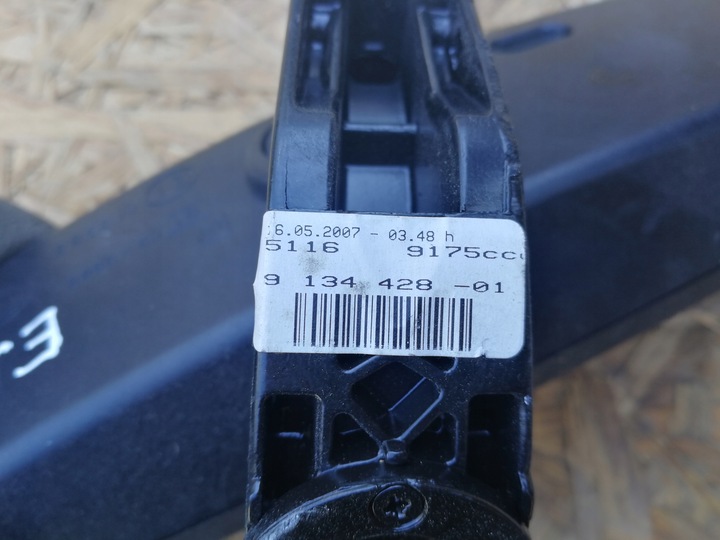 6.05.2007 - 03.48 h
5116 9175cc
9 134 428 -01
E